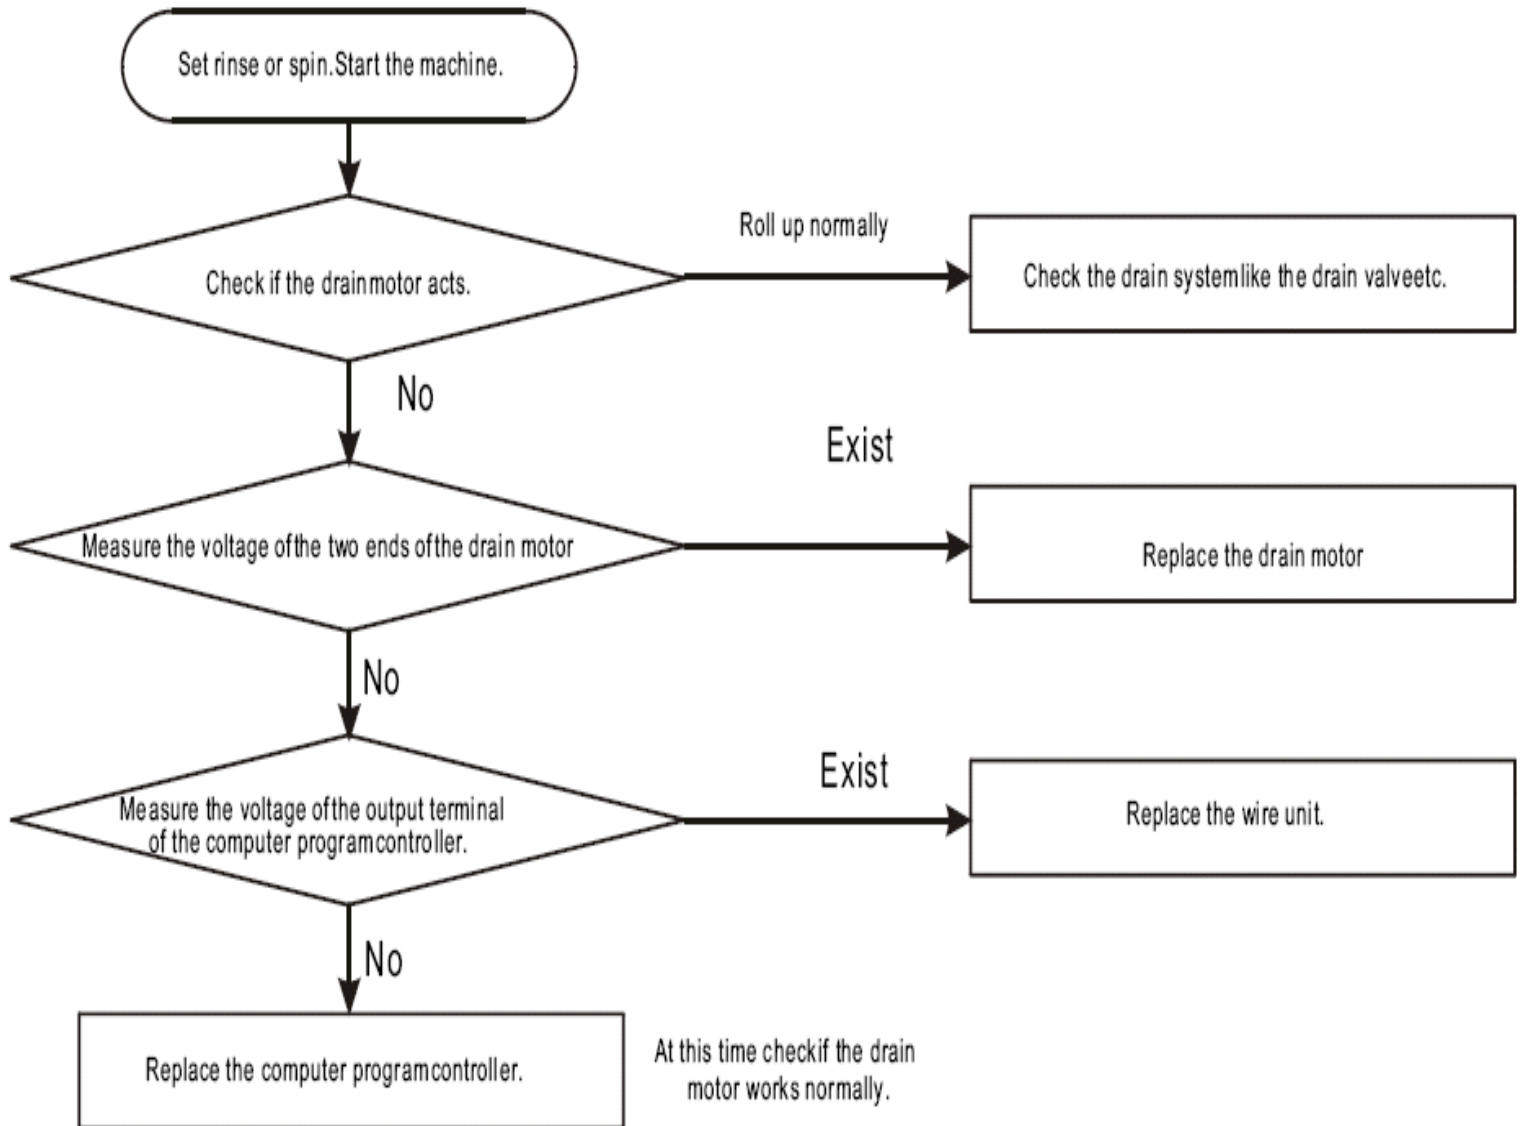 Set rinse or spin.Start the machine.
Roll up normally
Check if the drainmotor acts.
Check the drain systemlike the drain valveetc.
No
Exist
Measure the voltage ofthe two ends ofthe drain motor
Replace the drain motor
No
Exist
Measure the voltage ofthe output terminal
of the computer programcontroller.
Replace the wire unit.
No
Replace the computer programcontroller.
At this time checkif the drain
motor works normally.